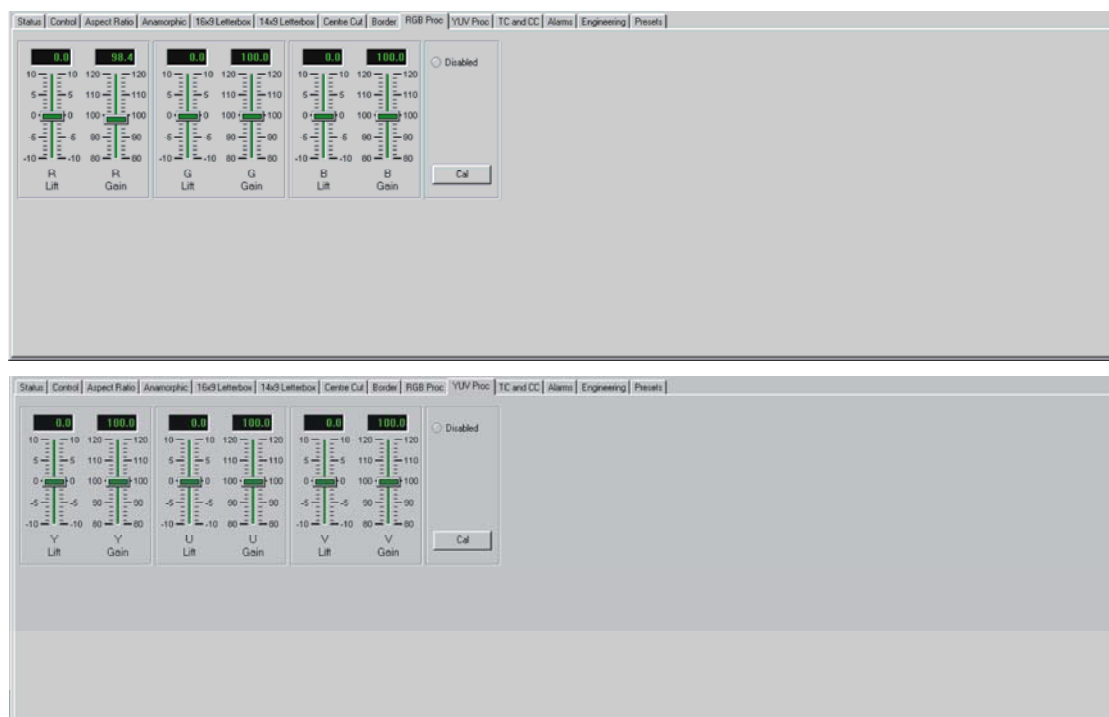 Status Control Aspect Ratio Anamorphic 16x9 Letterbox 14x9 Letterbox Centre Cut Border RGB Proc YUV Proc TC and CC Alarms Engineering Presets
0.0 98.4 0.0 100.0 0.0 100.0 Disabled
10 10 120 120 10 10 120 120 10 10 120 120
5 5 110 110 5 5 110 110 5 5 110 110
0 0 100 100 0 0 100 100 0 0 100 100
-5 -5 90 90 -5 -5 90 90 -5 -5 90 90
-10 -10 80 80 -10 -10 80 80 -10 -10 80 80
R R G G B B Cal
Lift Gain Lift Gain Lift Gain
Status Control Aspect Ratio Anamorphic 16x9 Letterbox 14x9 Letterbox Centre Cut Border RGB Proc YUV Proc TC and CC Alarms Engineering Presets
0.0 100.0 0.0 100.0 0.0 100.0 Disabled
10 10 120 120 10 10 120 120 10 10 120 120
5 5 110 110 5 5 110 110 5 5 110 110
0 0 100 100 0 0 100 100 0 0 100 100
-5 -5 90 90 -5 -5 90 90 -5 -5 90 90
-10 -10 80 80 -10 -10 80 80 -10 -10 80 80
Y Y U U V V Cal
Lift Gain Lift Gain Lift Gain